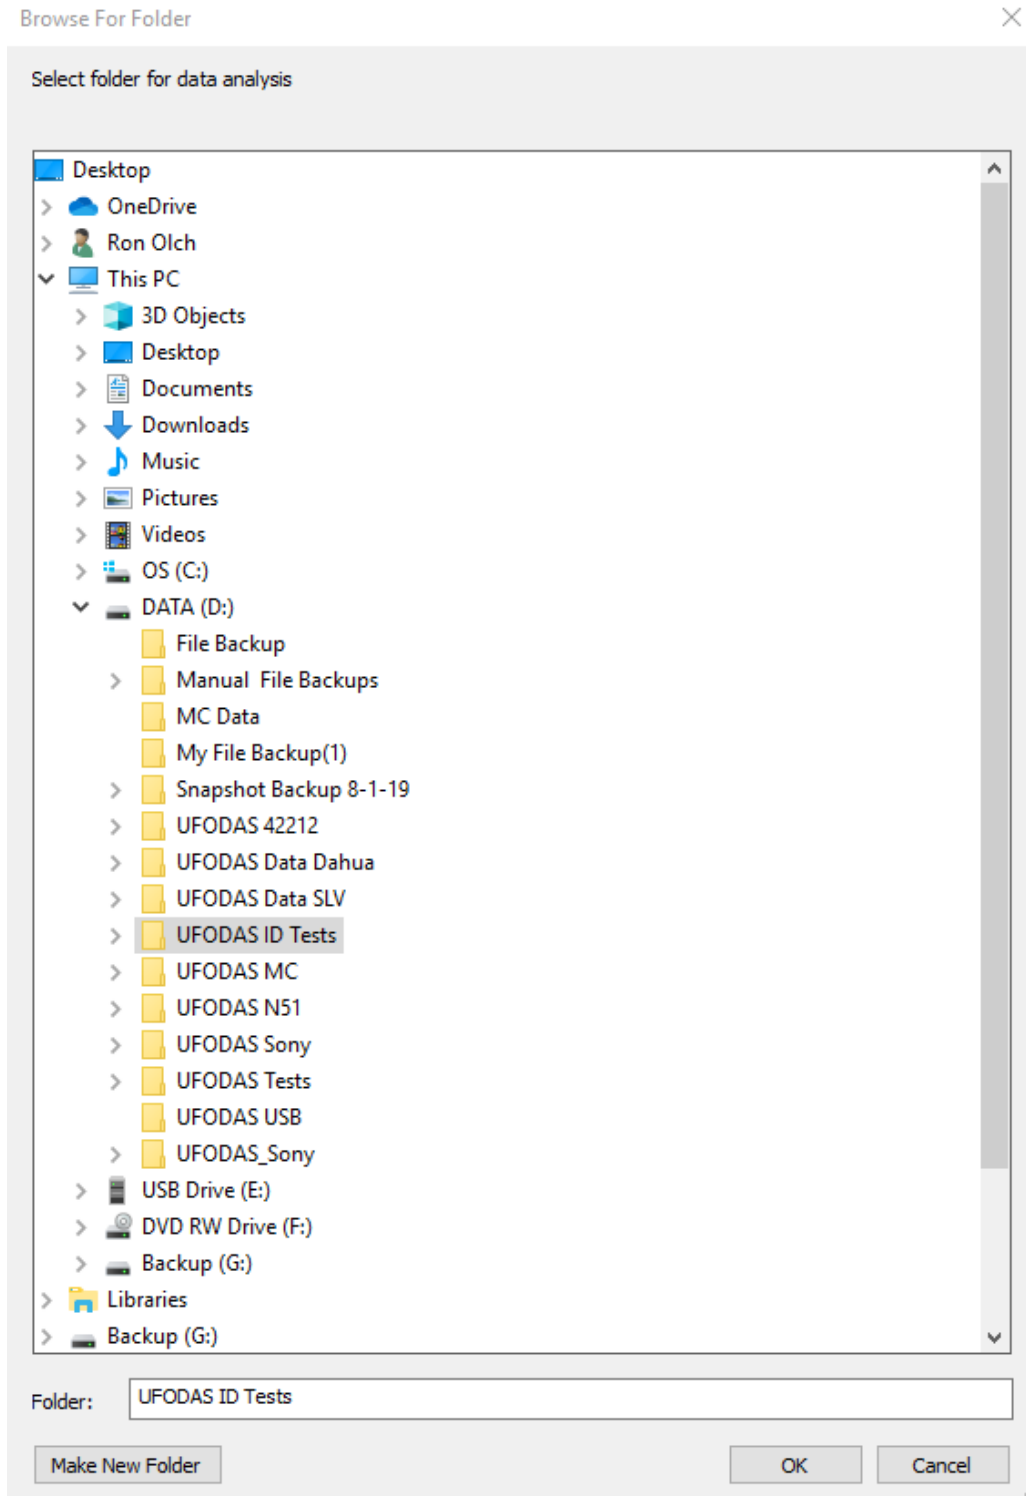 Browse For Folder
Select folder for data analysis
Desktop
OneDrive
Ron Olch
This PC
3D Objects
Desktop
Documents
Downloads
Music
Pictures
Videos
OS (C:)
DATA (D:)
File Backup
Manual  File Backups
MC Data
My File Backup(1)
Snapshot Backup 8-1-19
UFODAS 42212
UFODAS Data Dahua
UFODAS Data SLV
UFODAS ID Tests
UFODAS MC
UFODAS N51
UFODAS Sony
UFODAS Tests
UFODAS USB
UFODAS_Sony
USB Drive (E:)
DVD RW Drive (F:)
Backup (G:)
Libraries
Backup (G:)
Folder: UFODAS ID Tests
Make New Folder OK Cancel